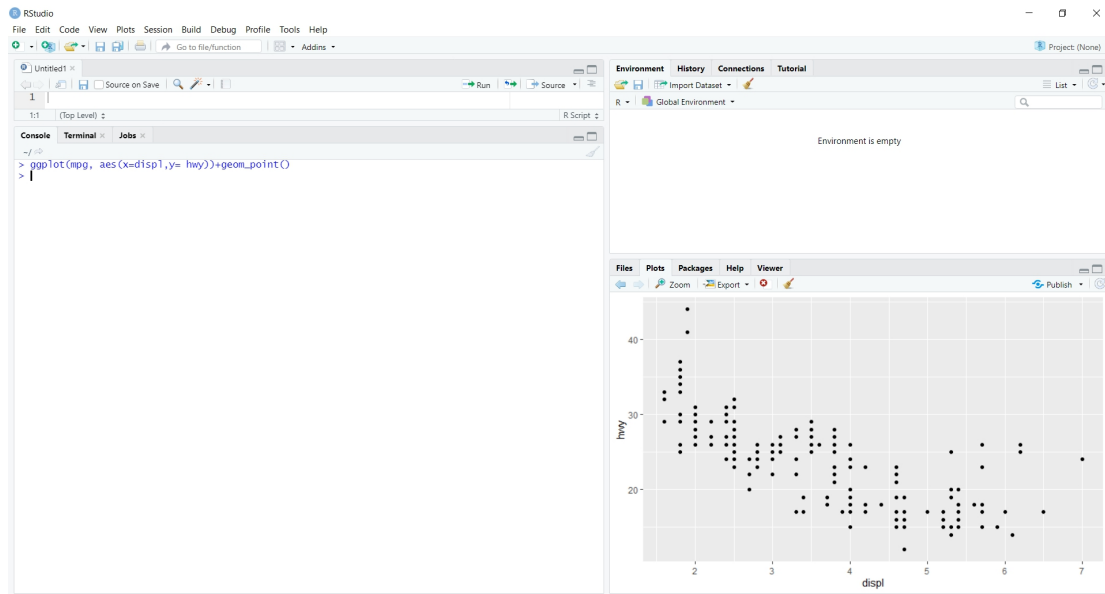 RStudio
File Edit Code View Plots Session Build Debug Profile Tools Help
Go to file/function Addins Project: (None)
Untitled1
Source on Save Run Source
1
1:1 (Top Level) R Script
Console Terminal Jobs
~/
> ggplot(mpg, aes(x=displ,y= hwy))+geom_point()
>
Environment History Connections Tutorial
Import Dataset List
R Global Environment
Environment is empty
Files Plots Packages Help Viewer
Zoom Export Publish
40
30
20
hwy
2 3 4 5 6 7
displ